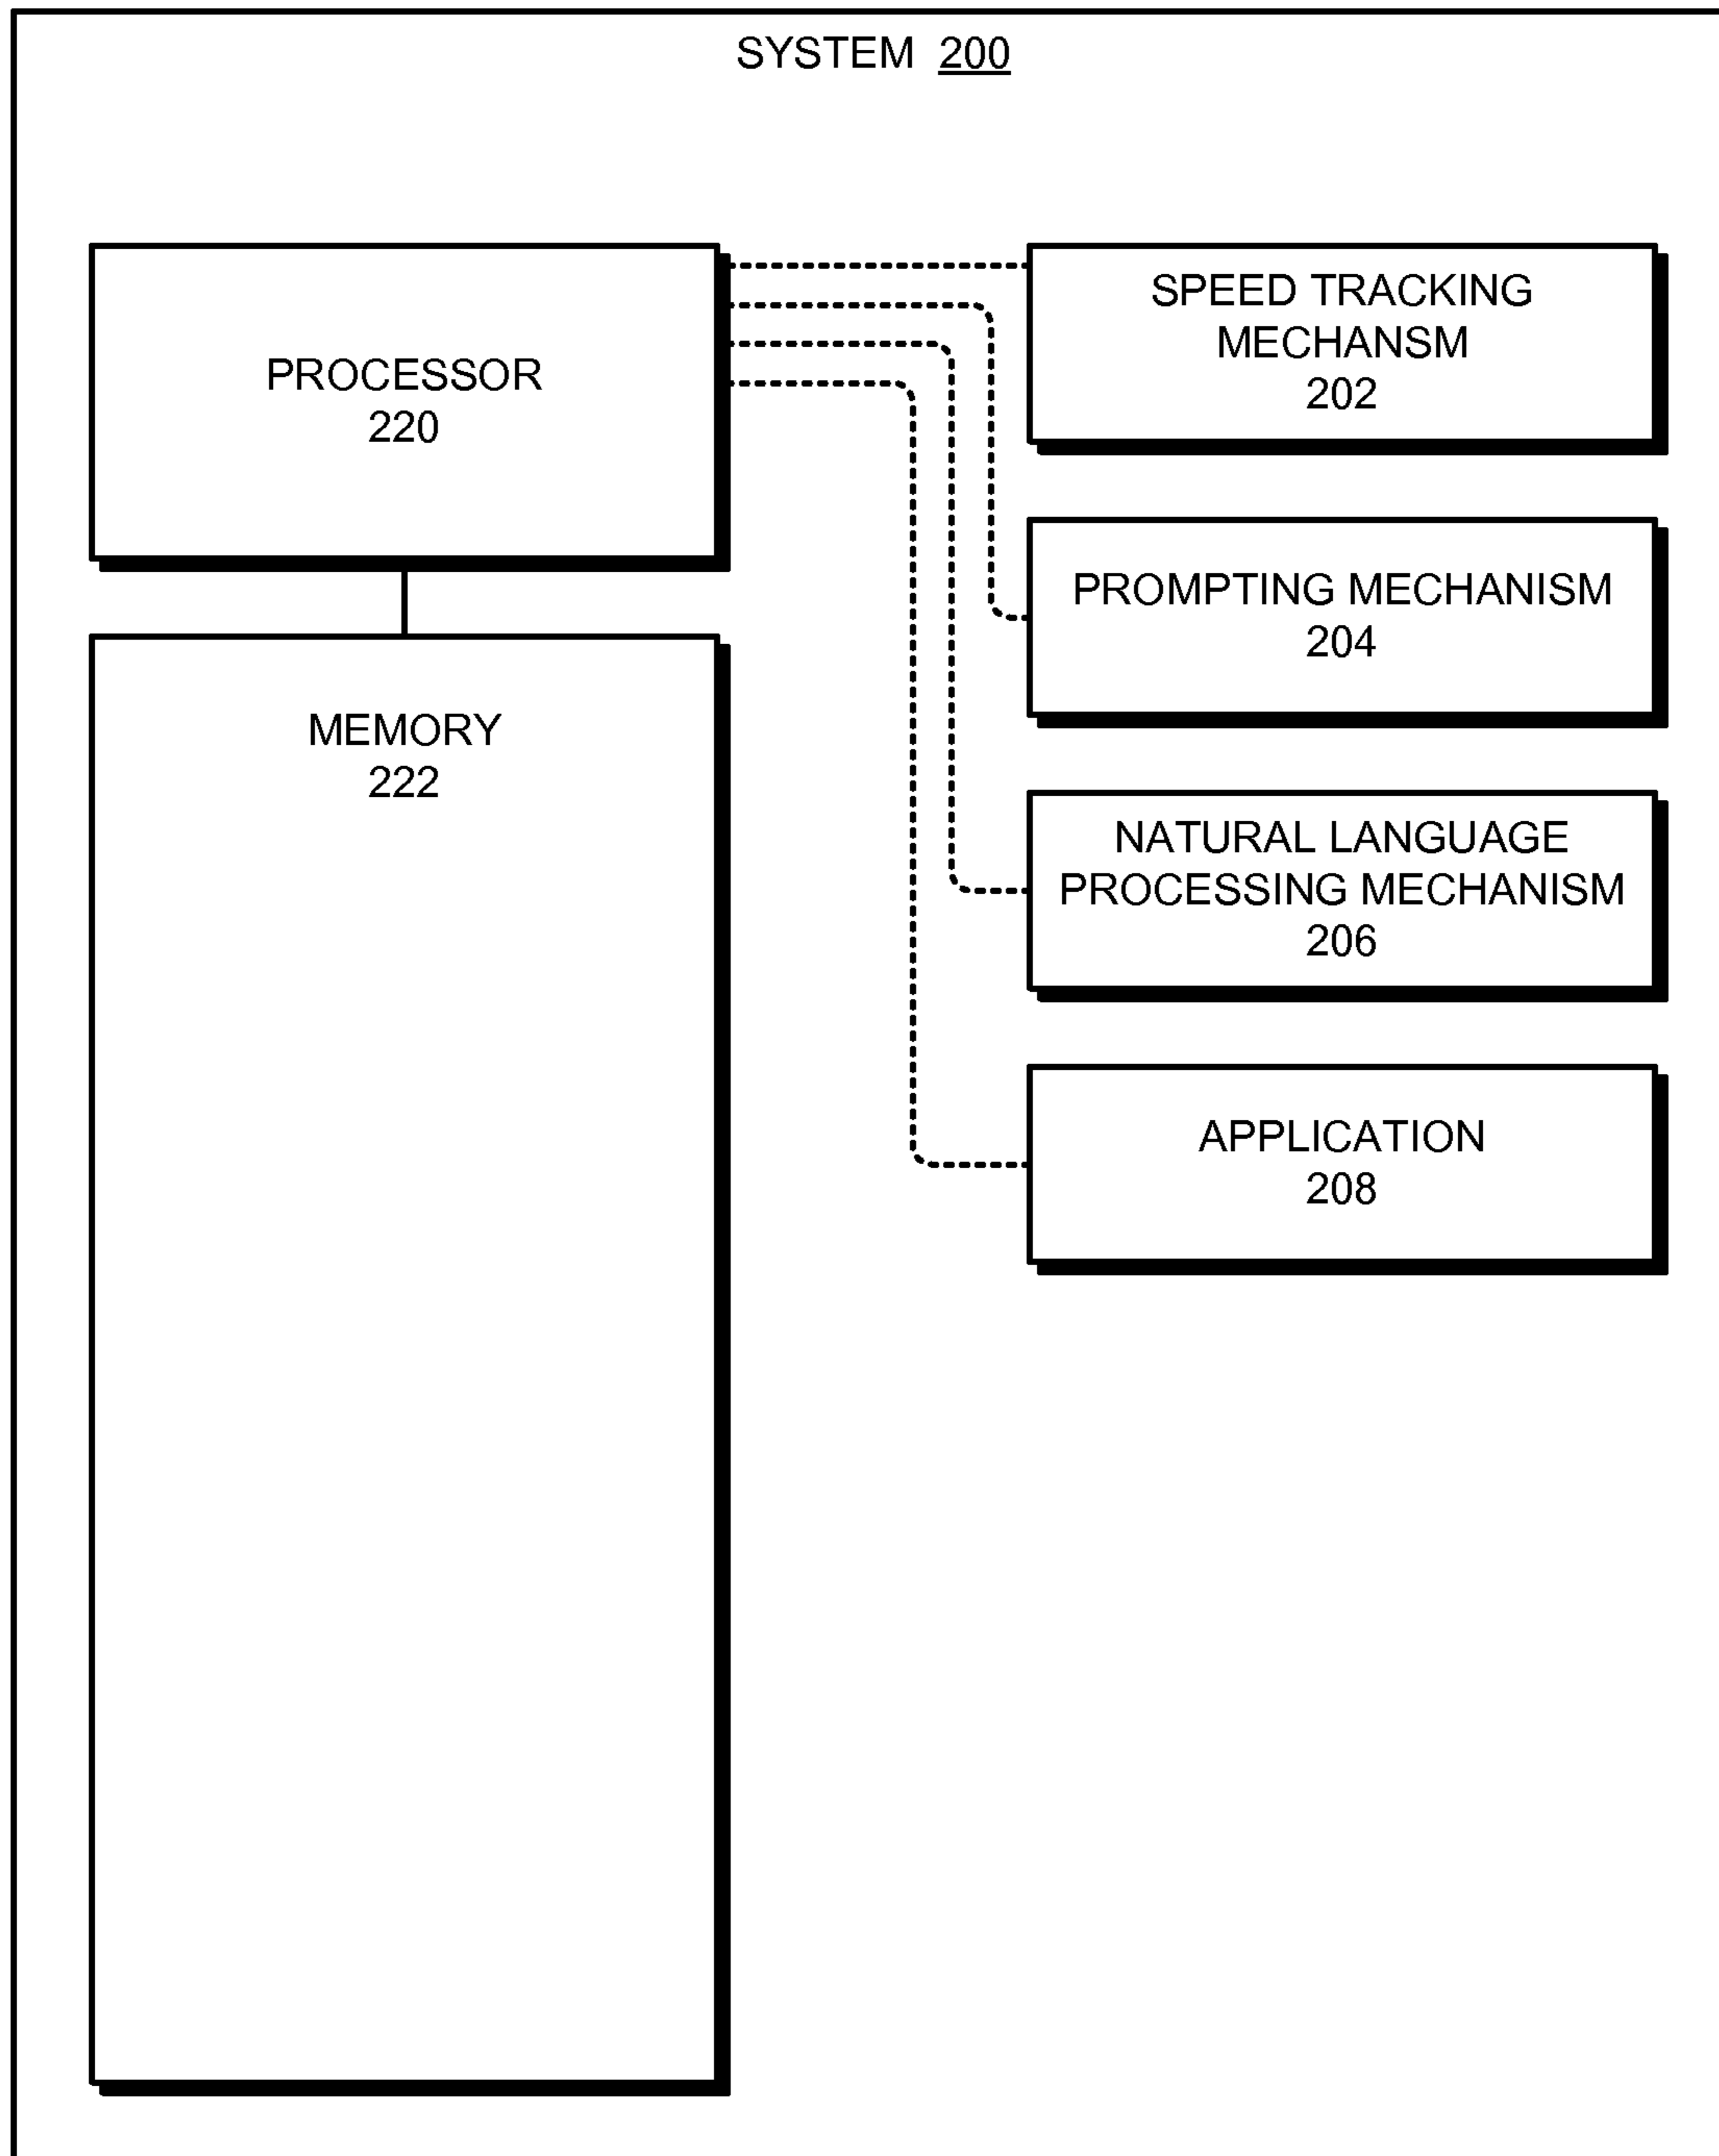 SYSTEM 200
PROCESSOR
220
MEMORY
222
SPEED TRACKING
MECHANSM
202
PROMPTING MECHANISM
204
NATURAL LANGUAGE
PROCESSING MECHANISM
206
APPLICATION
208